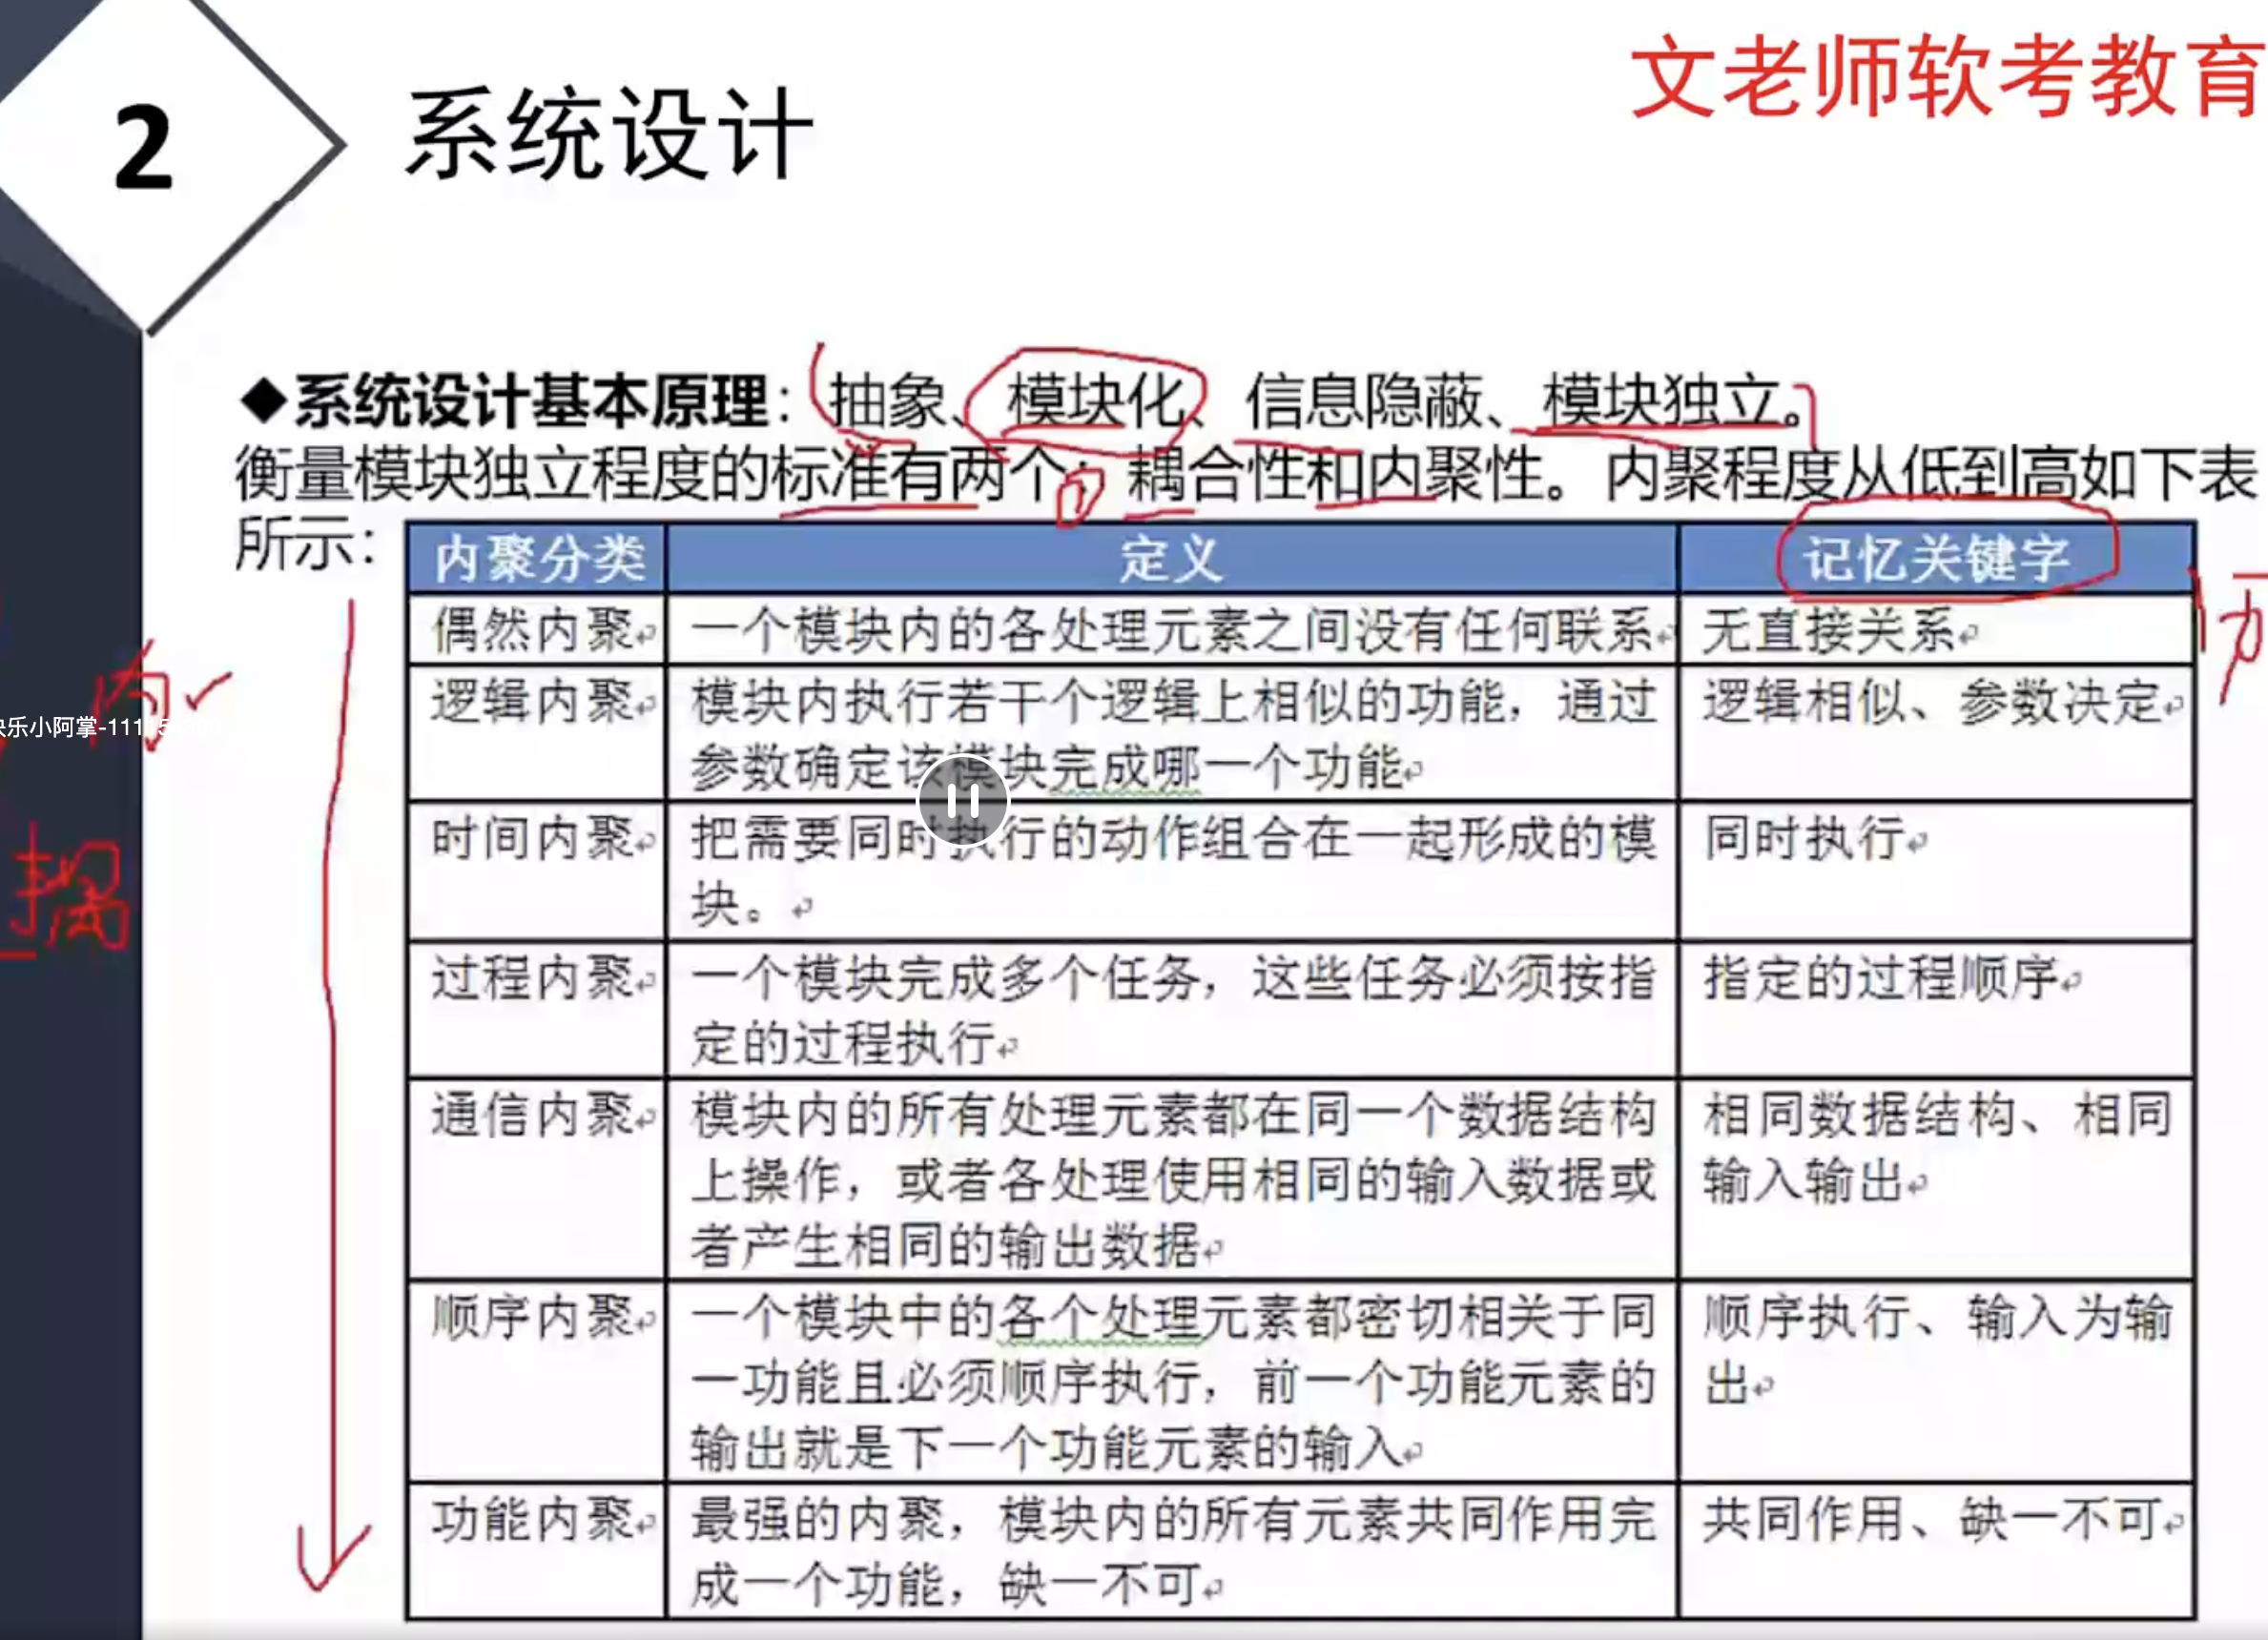 2
系统设计
文老师软考教育
◆系统设计基本原理：抽象、模块化、信息隐蔽、模块独立。
衡量模块独立程度的标准有两个：耦合性和内聚性。内聚程度从低到高如下表
所示：
内聚分类 定义 记忆关键字
偶然内聚 一个模块内的各处理元素之间没有任何联系 无直接关系
逻辑内聚 模块内执行若干个逻辑上相似的功能，通过 逻辑相似、参数决定
参数确定该模块完成哪一个功能
时间内聚 把需要同时执行的动作组合在一起形成的模 同时执行
块。
过程内聚 一个模块完成多个任务，这些任务必须按指 指定的过程顺序
定的过程执行
通信内聚 模块内的所有处理元素都在同一个数据结构 相同数据结构、相同
上操作，或者各处理使用相同的输入数据或 输入输出
者产生相同的输出数据
顺序内聚 一个模块中的各个处理元素都密切相关于同 顺序执行、输入为输
一功能且必须顺序执行，前一个功能元素的 出
输出就是下一个功能元素的输入
功能内聚 最强的内聚，模块内的所有元素共同作用完 共同作用、缺一不可
成一个功能，缺一不可
内
乐小阿掌-111